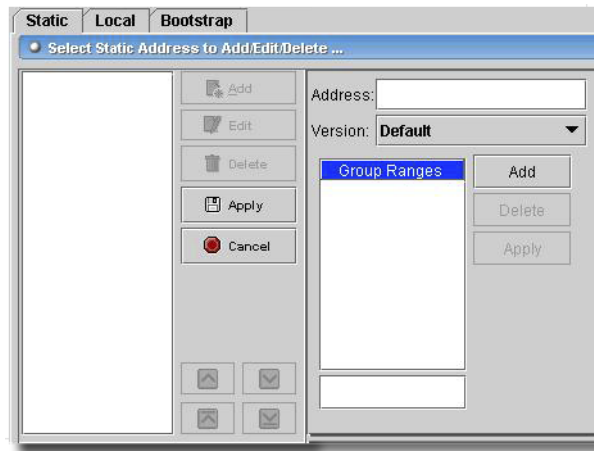 Static Local Bootstrap
Select Static Address to Add/Edit/Delete ...
Add
Edit
Delete
Apply
Cancel
Address:
Version: Default
Group Ranges
Add
Delete
Apply